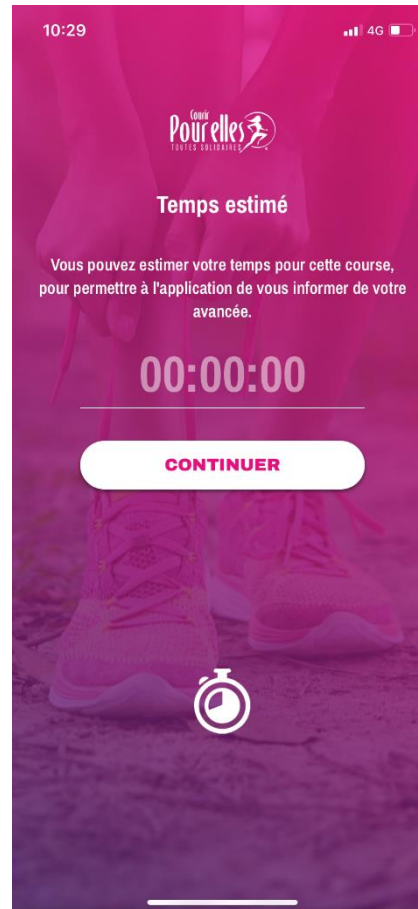 10:29
4G
Courir
Pour elles
TOUTES SOLIDAIRES
Temps estimé
Vous pouvez estimer votre temps pour cette course,
pour permettre à l'application de vous informer de votre
avancée.
00:00:00
CONTINUER